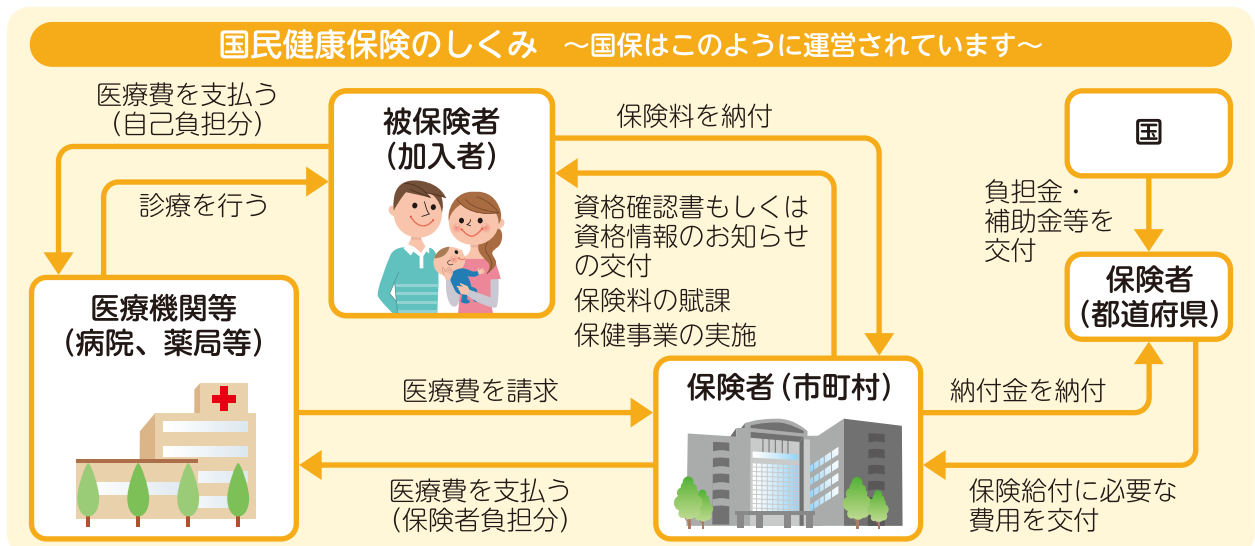 国民健康保険のしくみ ～国保はこのように運営されています～
医療費を支払う
（自己負担分）
診療を行う
被保険者
（加入者）
保険料を納付
資格確認書もしくは
資格情報のお知らせ
の交付
保険料の賦課
保健事業の実施
国
負担金・
補助金等を
交付
保険者
（都道府県）
医療機関等
（病院、薬局等）
医療費を請求
医療費を支払う
（保険者負担分）
保険者（市町村）
納付金を納付
保険給付に必要な
費用を交付